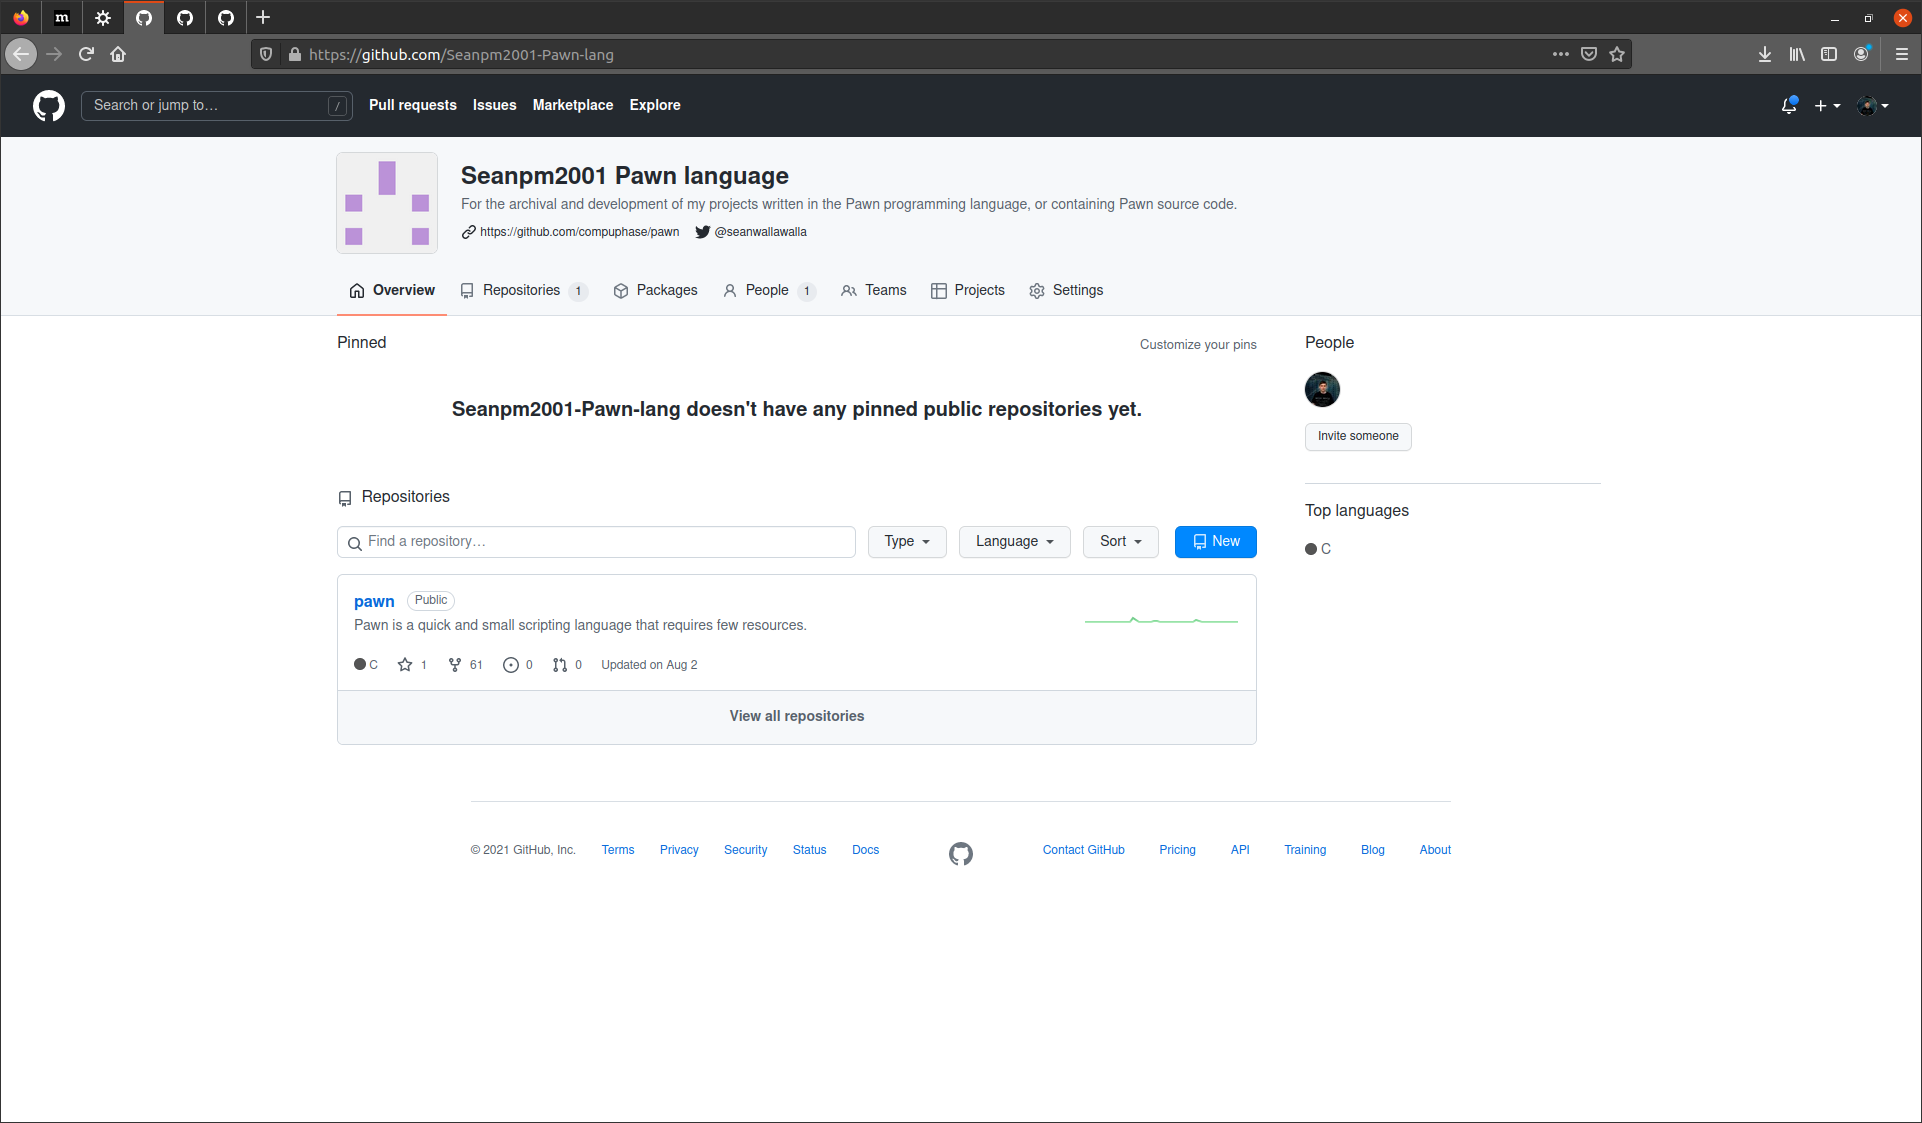 m
https://github.com/Seanpm2001-Pawn-lang
Search or jump to… /
Pull requests Issues Marketplace Explore
Seanpm2001 Pawn language
For the archival and development of my projects written in the Pawn programming language, or containing Pawn source code.
https://github.com/compuphase/pawn @seanwallawalla
Overview Repositories 1 Packages People 1 Teams Projects Settings
Pinned Customize your pins
Seanpm2001-Pawn-lang doesn't have any pinned public repositories yet.
People
Invite someone
Top languages
C
Repositories
Find a repository… Type Language Sort New
pawn Public
Pawn is a quick and small scripting language that requires few resources.
C 1 61 0 0 Updated on Aug 2
View all repositories
© 2021 GitHub, Inc. Terms Privacy Security Status Docs Contact GitHub Pricing API Training Blog About